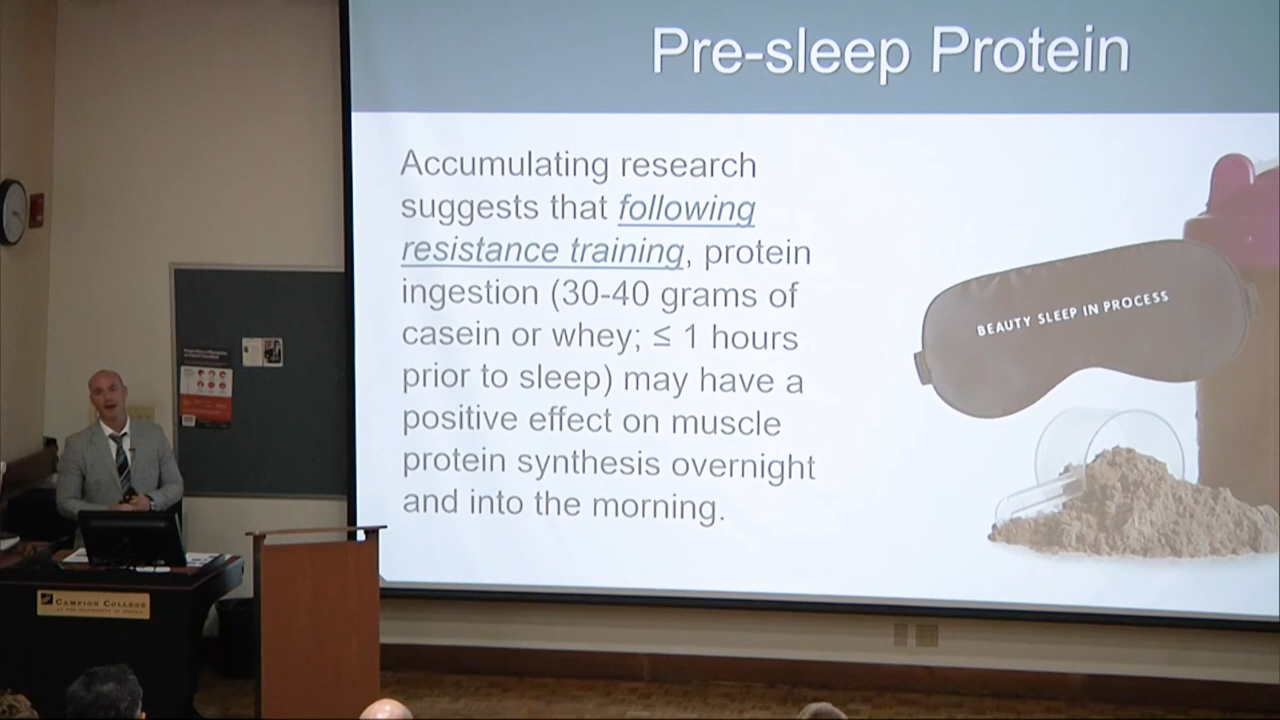 Pre-sleep Protein
Accumulating research
suggests that following
resistance training, protein
ingestion (30-40 grams of
casein or whey; ≤ 1 hours
prior to sleep) may have a
positive effect on muscle
protein synthesis overnight
and into the morning.
BEAUTY SLEEP IN PROCESS
CAMPION COLLEGE